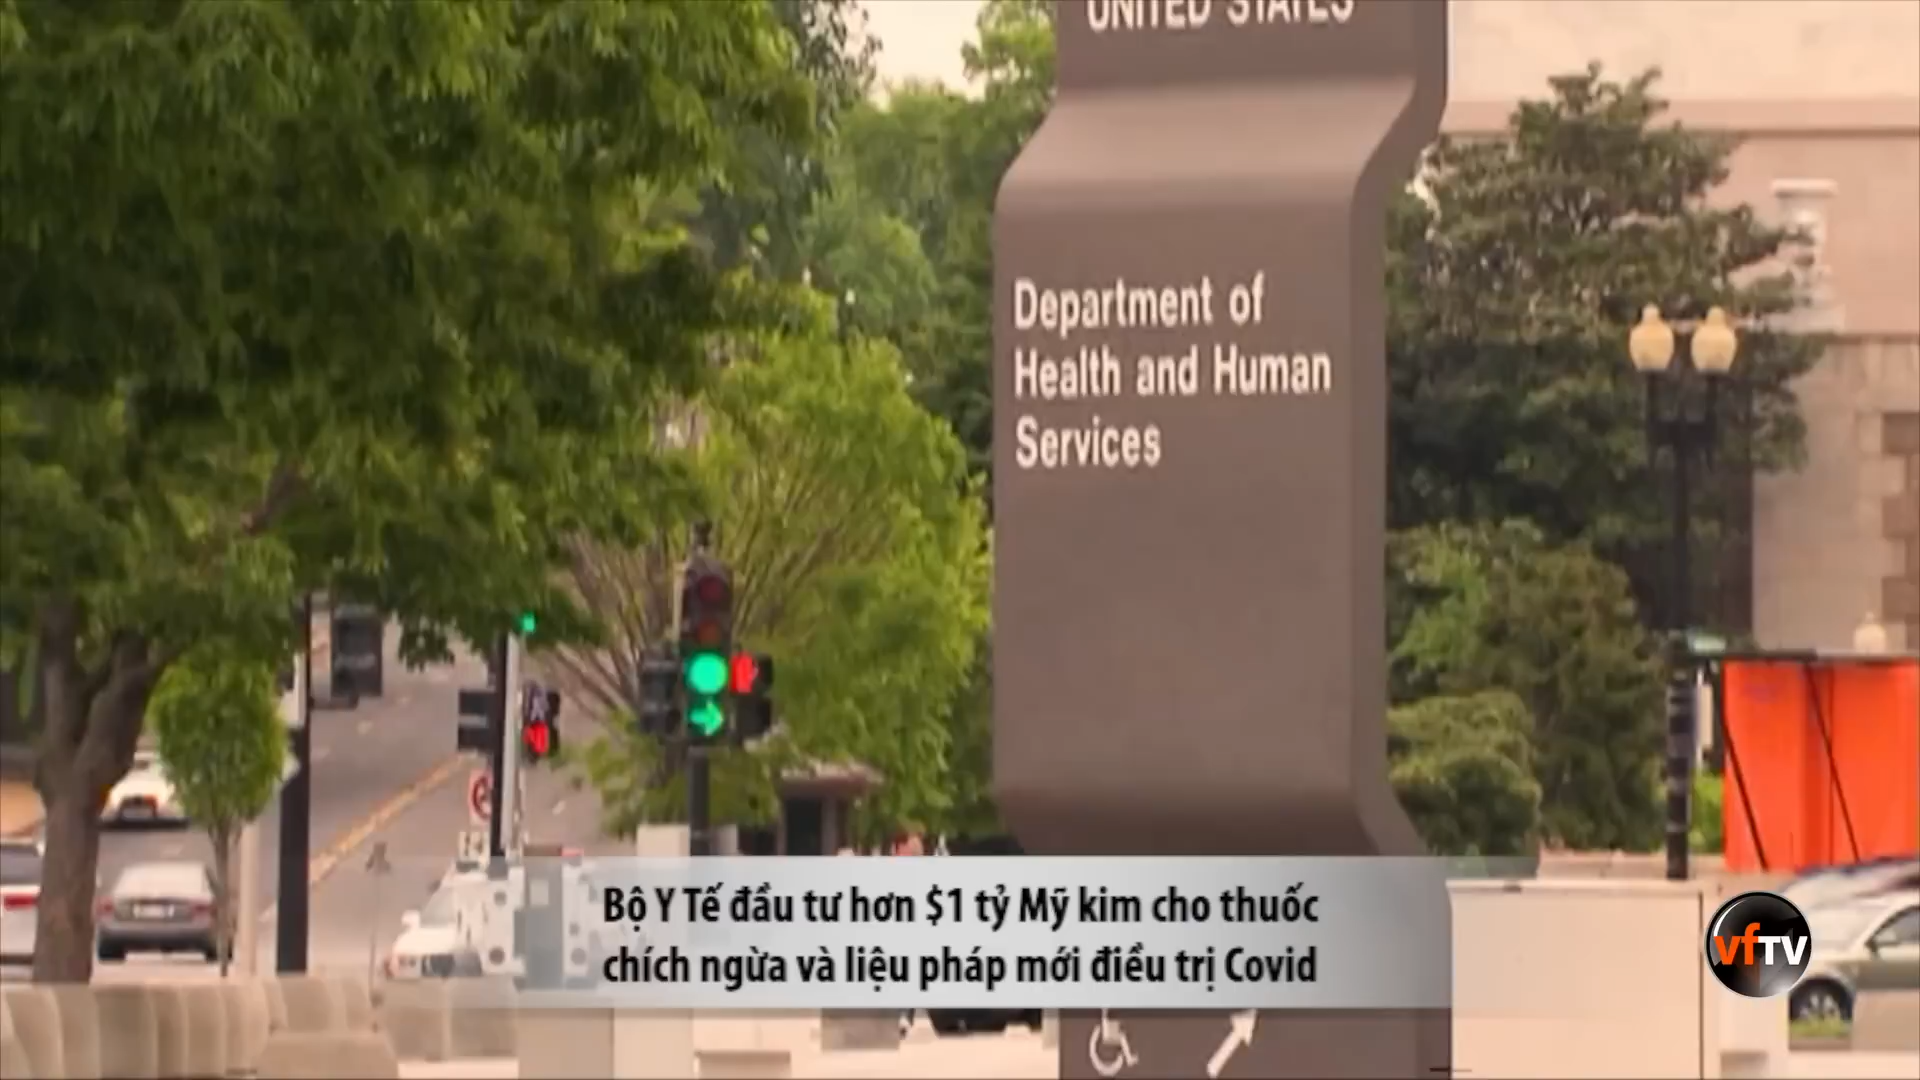 UNITED STATES
Department of
Health and Human
Services
Bộ Y Tế đầu tư hơn $1 tỷ Mỹ kim cho thuốc
chích ngừa và liệu pháp mới điều trị Covid
vfTV